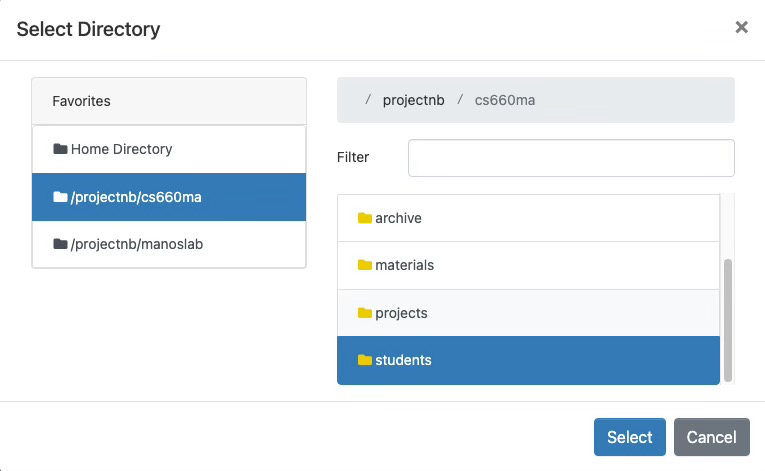 Select Directory
×
Favorites
Home Directory
/projectnb/cs660ma
/projectnb/manoslab
/ projectnb / cs660ma
Filter
archive
materials
projects
students
Select
Cancel